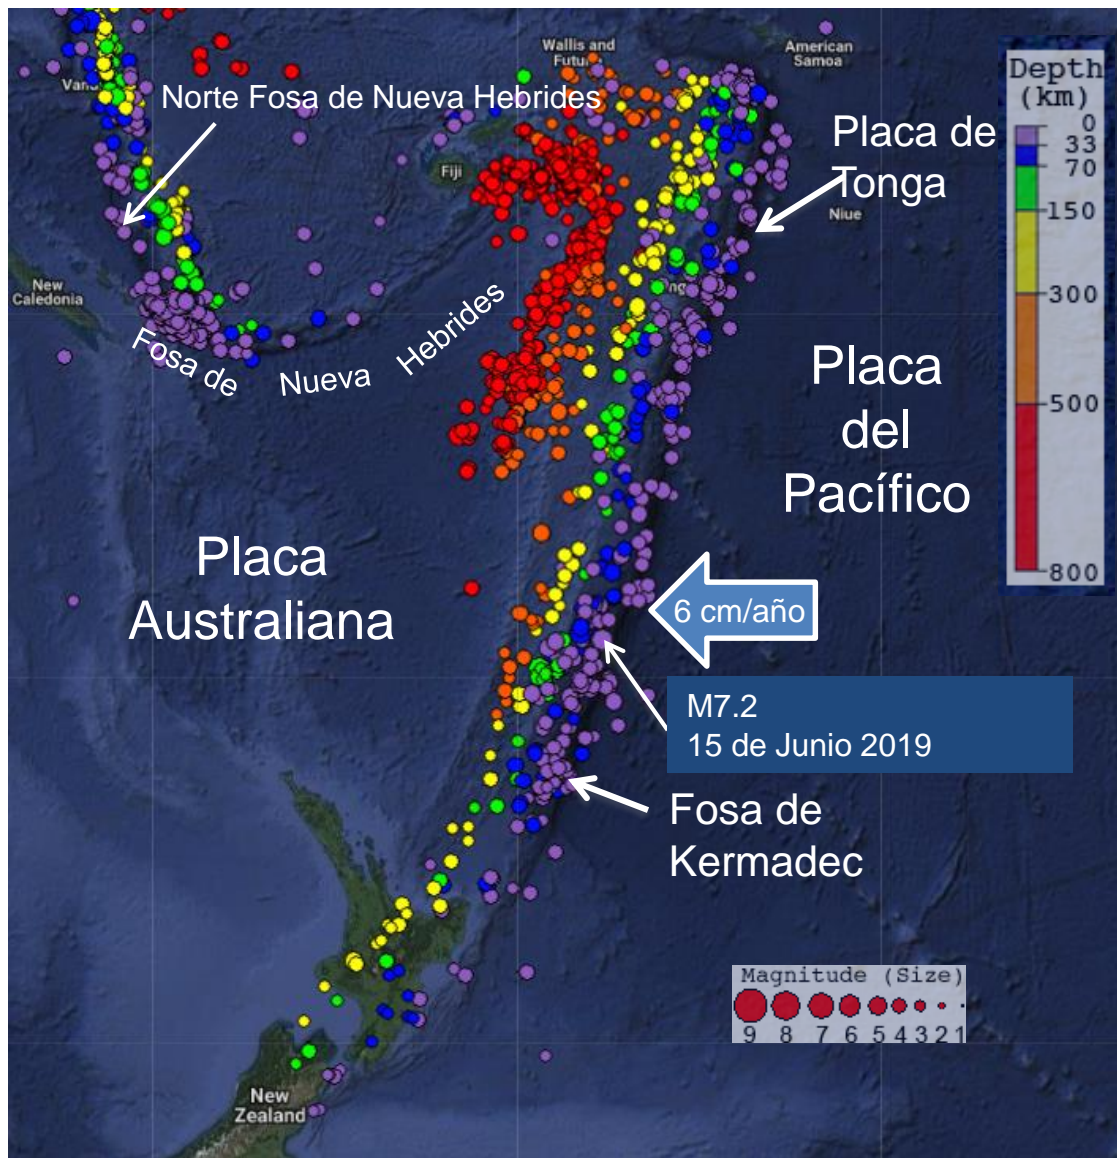 Wallis and
Futu
American
Samoa
Norte Fosa de Nueva Hebrides
Fiji
Placa de
Tonga
Niue
New
Caledonia
Fosa de Nueva Hebrides
Placa
del
Pacífico
Placa
Australiana
6 cm/año
M7.2
15 de Junio 2019
Fosa de
Kermadec
New
Zealand
Depth
(km)
0
33
70
150
300
500
800
Magnitude (Size)
9 8 7 6 5 4 3 2 1